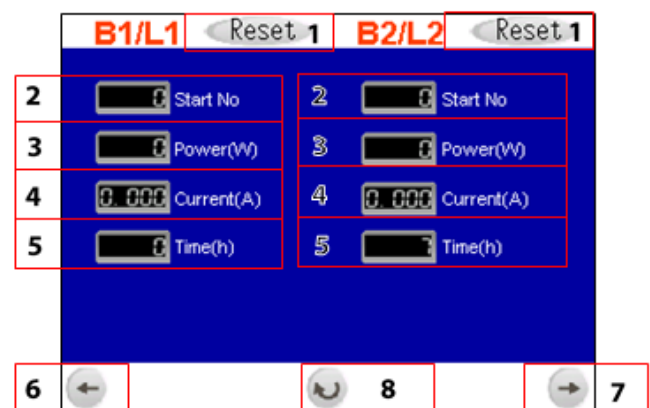 B1/L1 Reset 1 B2/L2 Reset 1
2 0 Start No 2 0 Start No
3 0 Power(W) 3 0 Power(W)
4 0.000 Current(A) 4 0.000 Current(A)
5 0 Time(h) 5 7 Time(h)
6 8 7